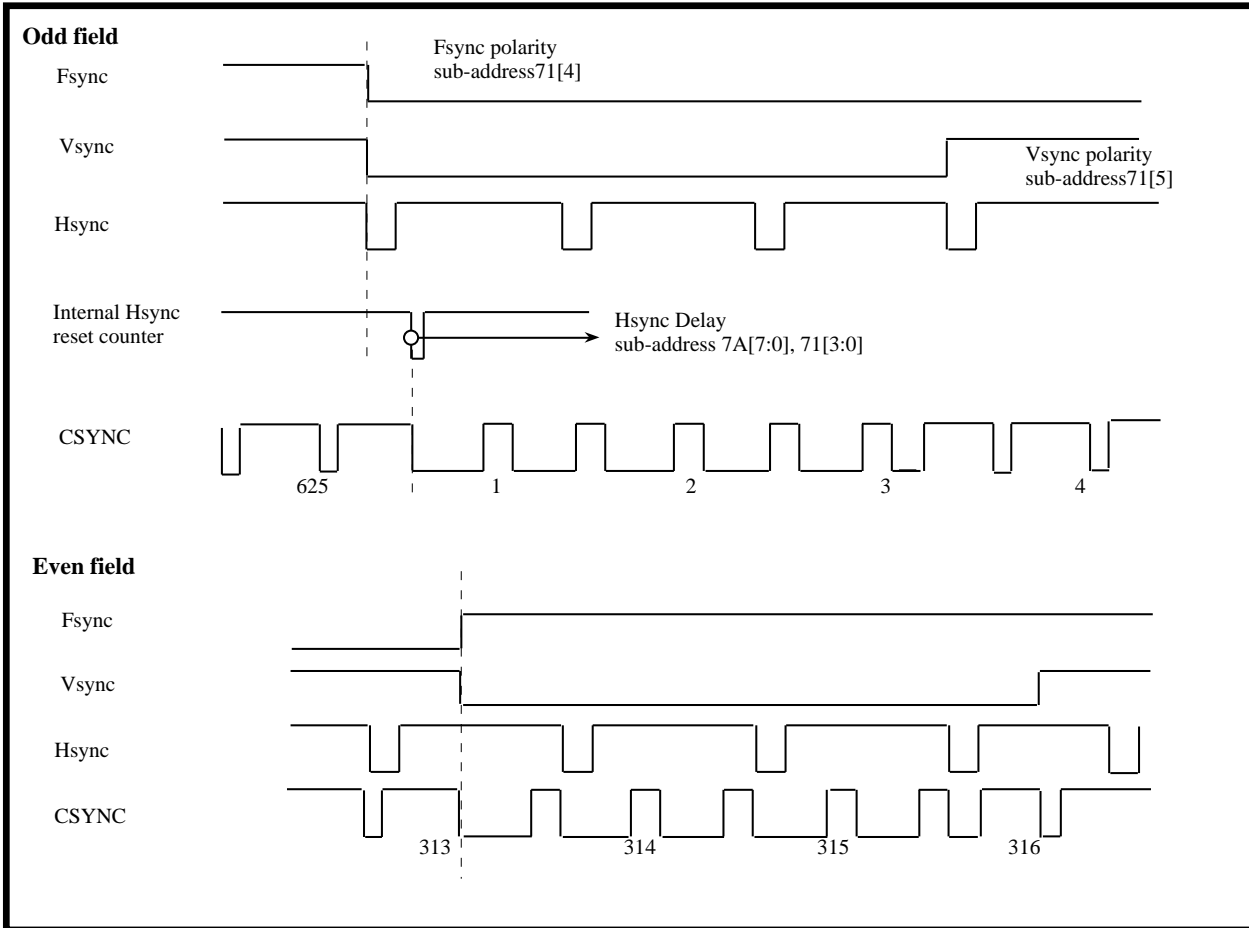 Odd field
Fsync
Fsync polarity
sub-address71[4]
Vsync
Vsync polarity
sub-address71[5]
Hsync
Internal Hsync
reset counter
Hsync Delay
sub-address 7A[7:0], 71[3:0]
CSYNC
625 1 2 3 4
Even field
Fsync
Vsync
Hsync
CSYNC
313 314 315 316